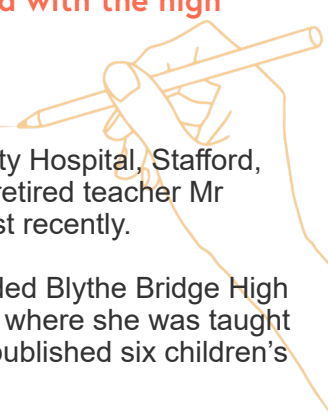 d with the high
ty Hospital, Stafford,
retired teacher Mr
st recently.
led Blythe Bridge High
where she was taught
published six children's